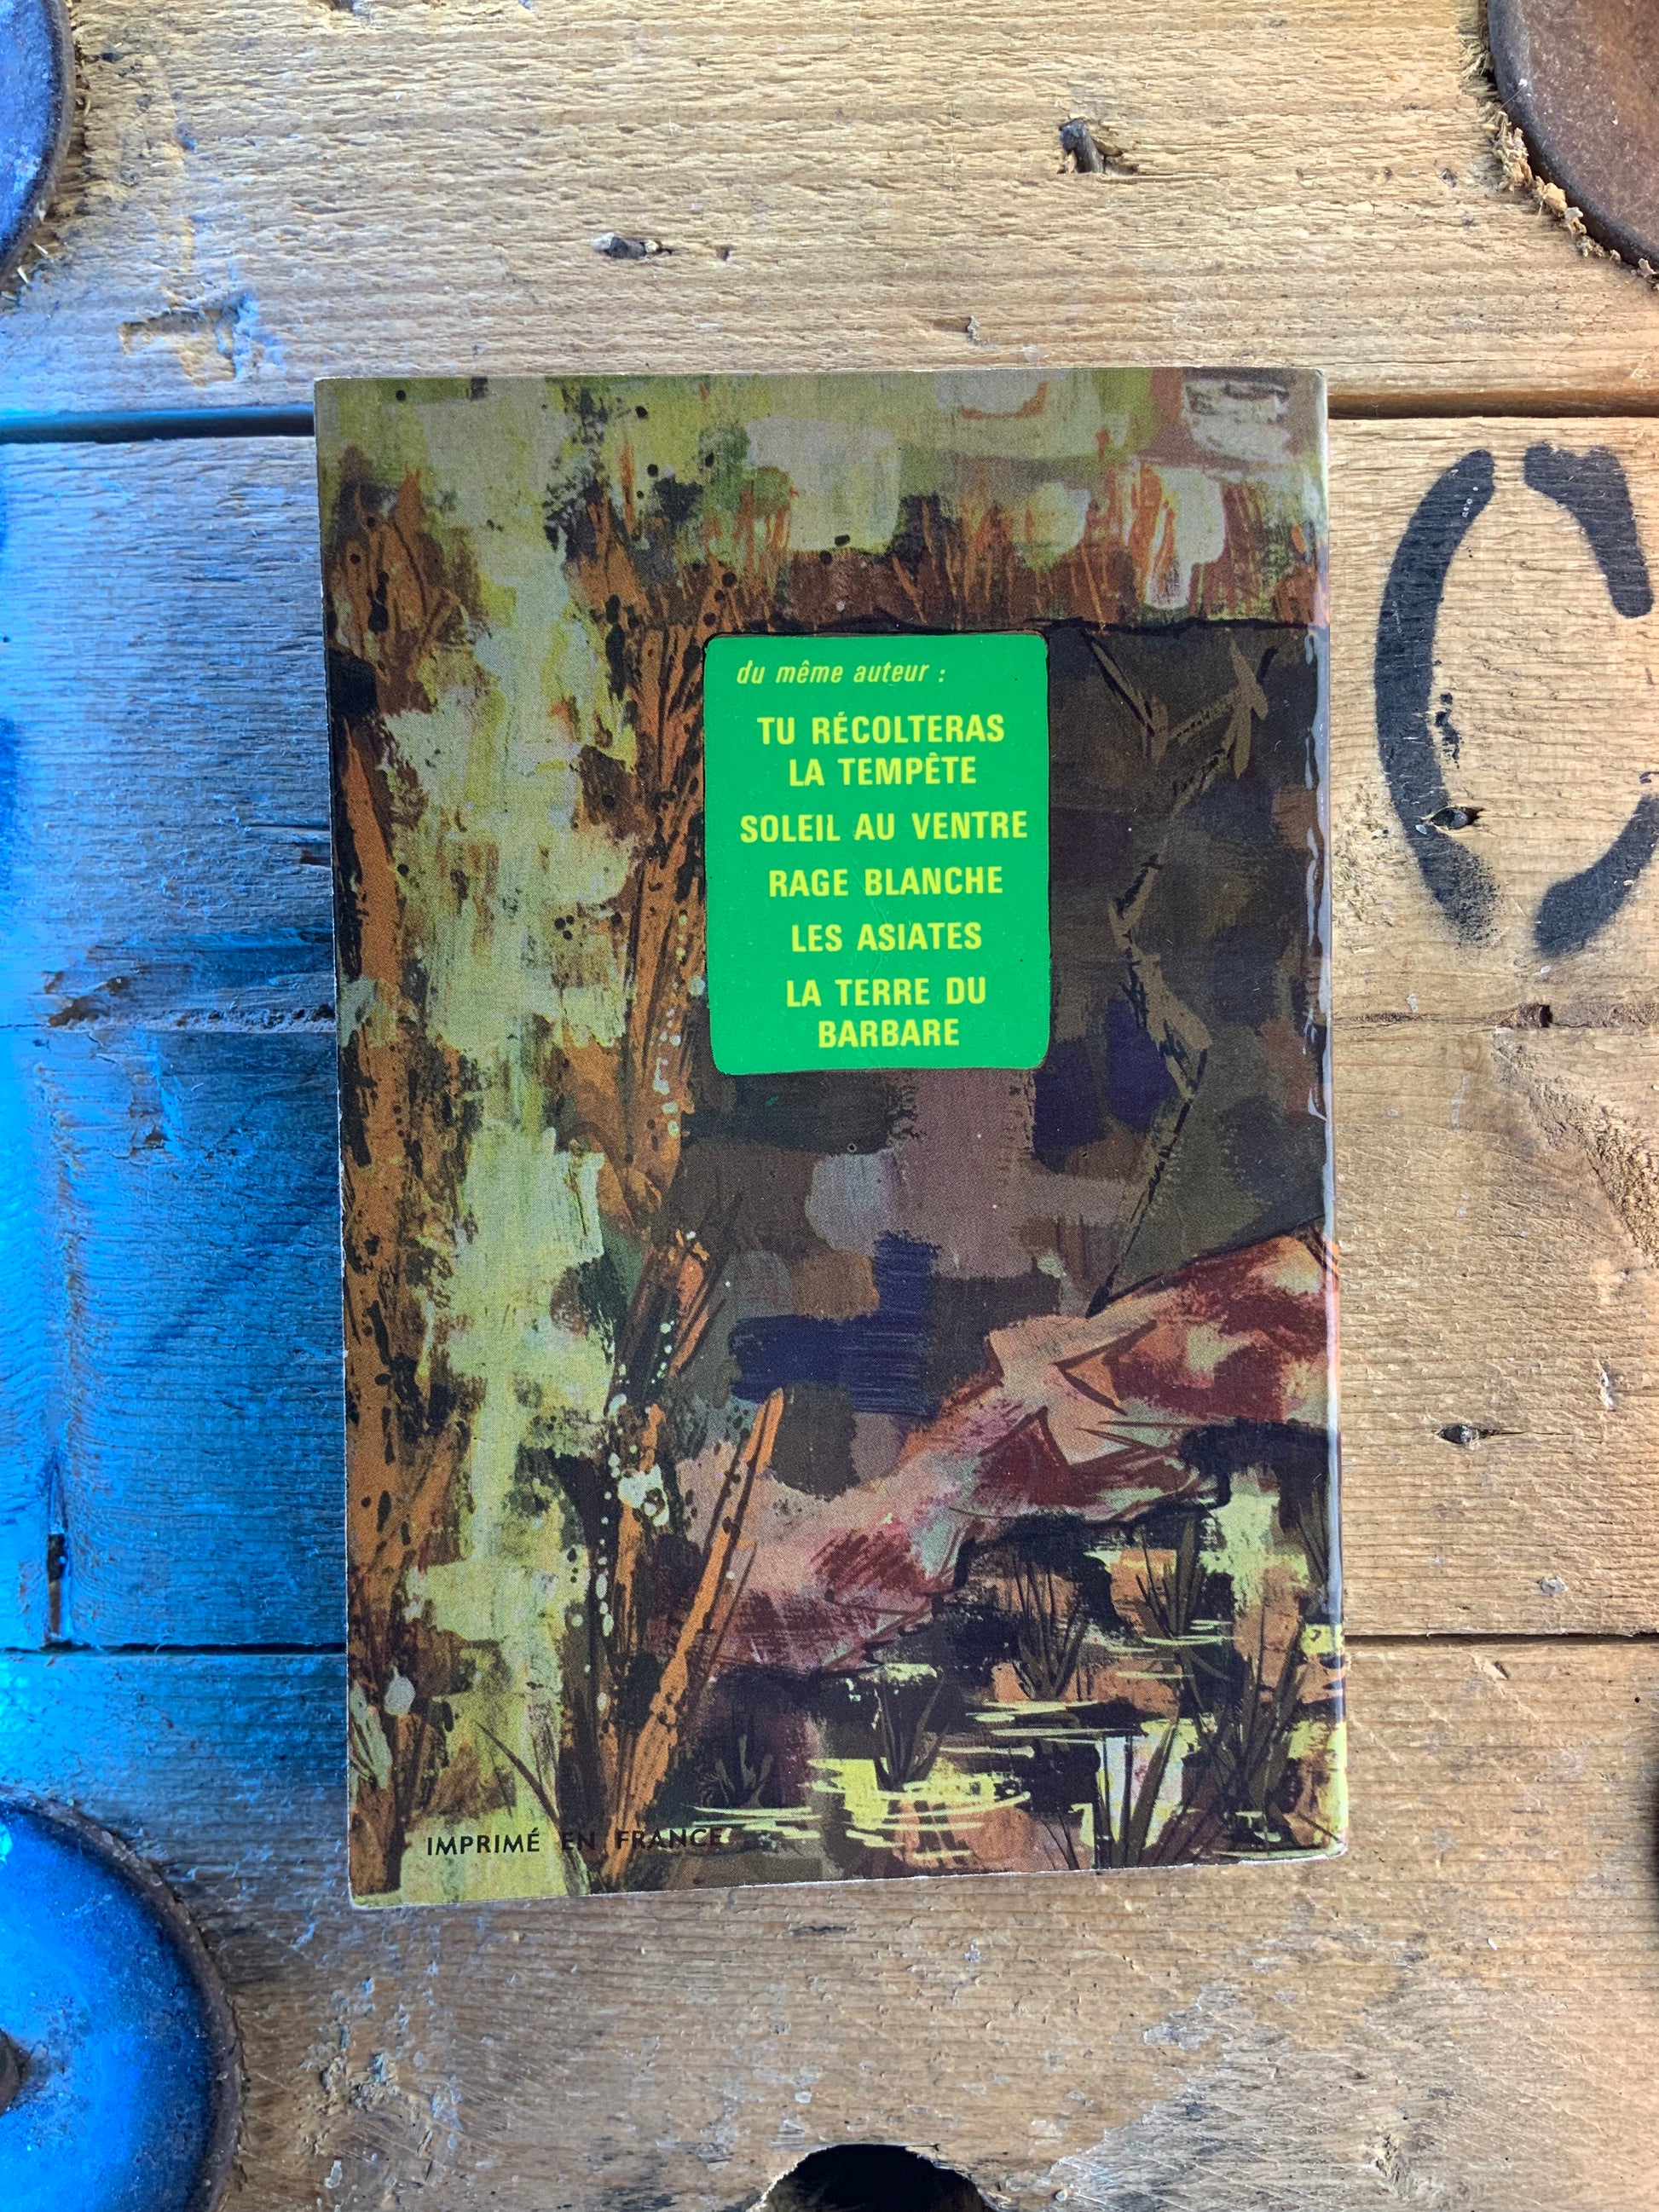 du même auteur :
TU RÉCOLTERAS
LA TEMPÈTE
SOLEIL AU VENTRE
RAGE BLANCHE
LES ASIATES
LA TERRE DU
BARBARE
IMPRIMÉ EN FRANCE